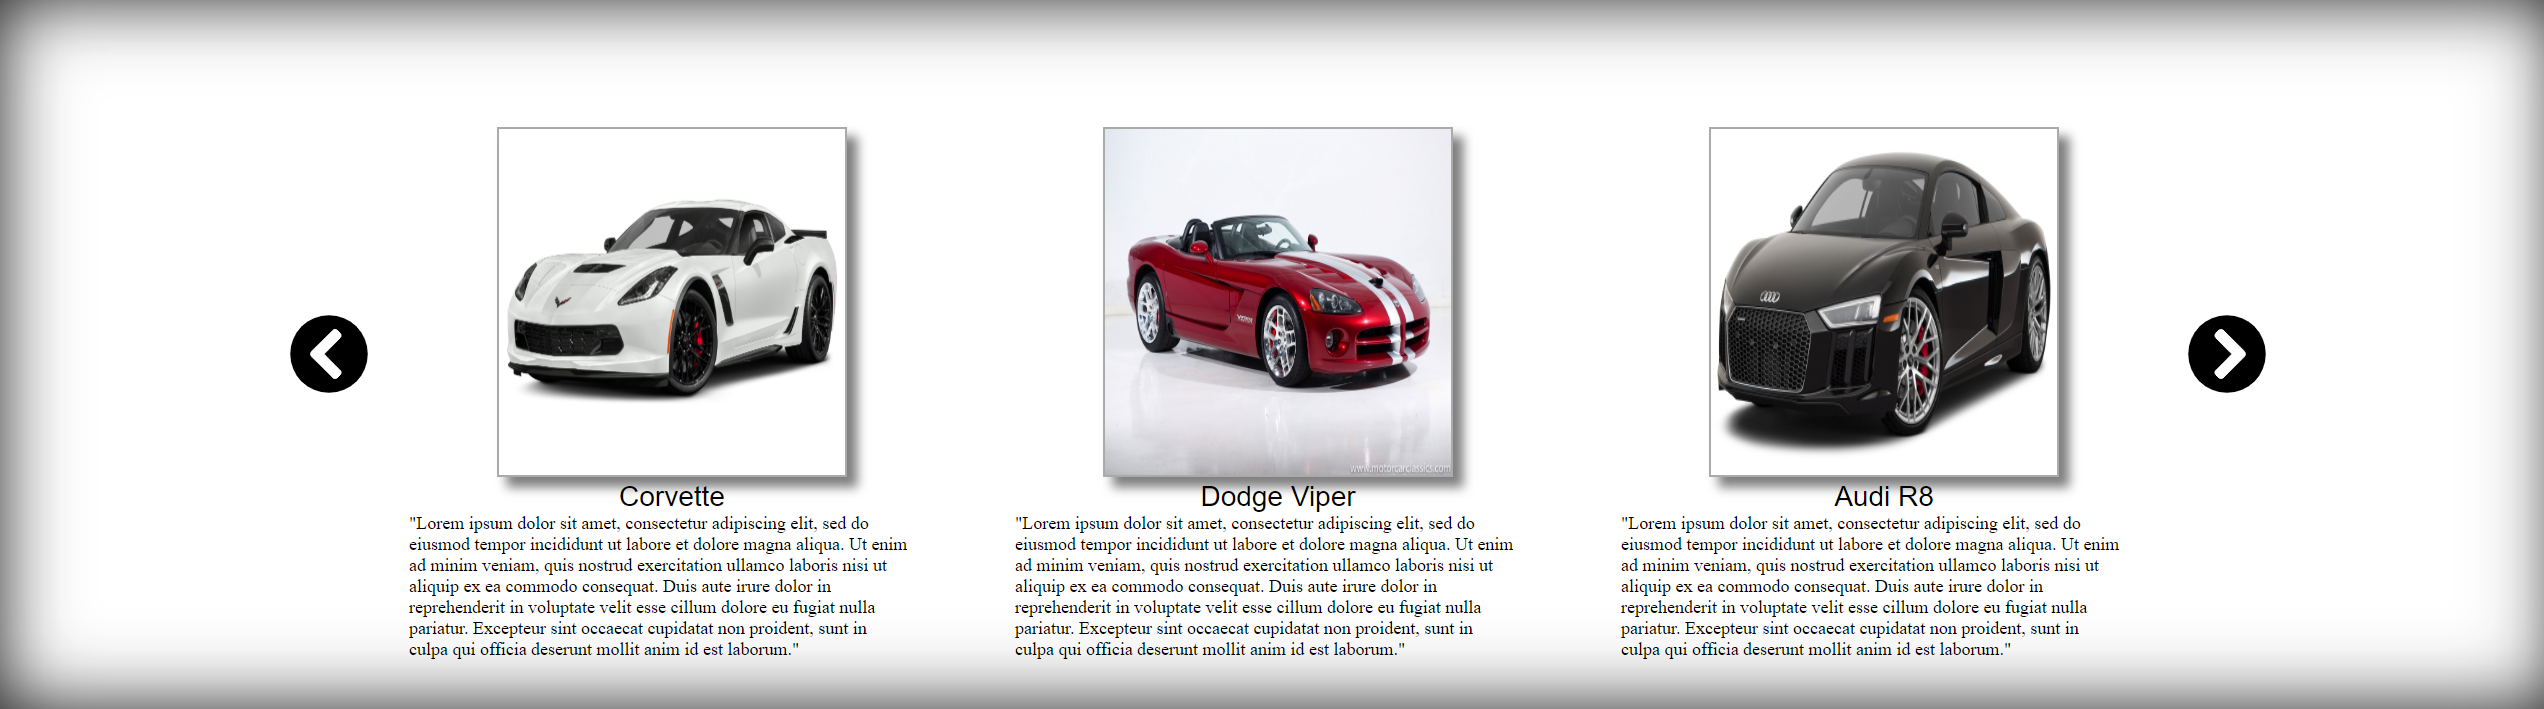 www.motorcarclassics.com
Corvette
"Lorem ipsum dolor sit amet, consectetur adipiscing elit, sed do
eiusmod tempor incididunt ut labore et dolore magna aliqua. Ut enim
ad minim veniam, quis nostrud exercitation ullamco laboris nisi ut
aliquip ex ea commodo consequat. Duis aute irure dolor in
reprehenderit in voluptate velit esse cillum dolore eu fugiat nulla
pariatur. Excepteur sint occaecat cupidatat non proident, sunt in
culpa qui officia deserunt mollit anim id est laborum."
Dodge Viper
"Lorem ipsum dolor sit amet, consectetur adipiscing elit, sed do
eiusmod tempor incididunt ut labore et dolore magna aliqua. Ut enim
ad minim veniam, quis nostrud exercitation ullamco laboris nisi ut
aliquip ex ea commodo consequat. Duis aute irure dolor in
reprehenderit in voluptate velit esse cillum dolore eu fugiat nulla
pariatur. Excepteur sint occaecat cupidatat non proident, sunt in
culpa qui officia deserunt mollit anim id est laborum."
Audi R8
"Lorem ipsum dolor sit amet, consectetur adipiscing elit, sed do
eiusmod tempor incididunt ut labore et dolore magna aliqua. Ut enim
ad minim veniam, quis nostrud exercitation ullamco laboris nisi ut
aliquip ex ea commodo consequat. Duis aute irure dolor in
reprehenderit in voluptate velit esse cillum dolore eu fugiat nulla
pariatur. Excepteur sint occaecat cupidatat non proident, sunt in
culpa qui officia deserunt mollit anim id est laborum."